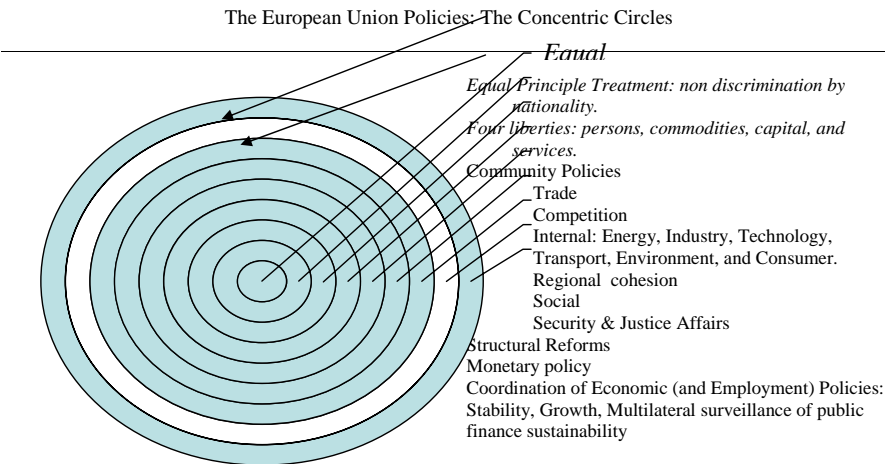 The European Union Policies: The Concentric Circles
Equal
Equal Principle Treatment: non discrimination by
nationality.
Four liberties: persons, commodities, capital, and
services.
Community Policies
Trade
Competition
Internal: Energy, Industry, Technology,
Transport, Environment, and Consumer.
Regional cohesion
Social
Security & Justice Affairs
Structural Reforms
Monetary policy
Coordination of Economic (and Employment) Policies:
Stability, Growth, Multilateral surveillance of public
finance sustainability